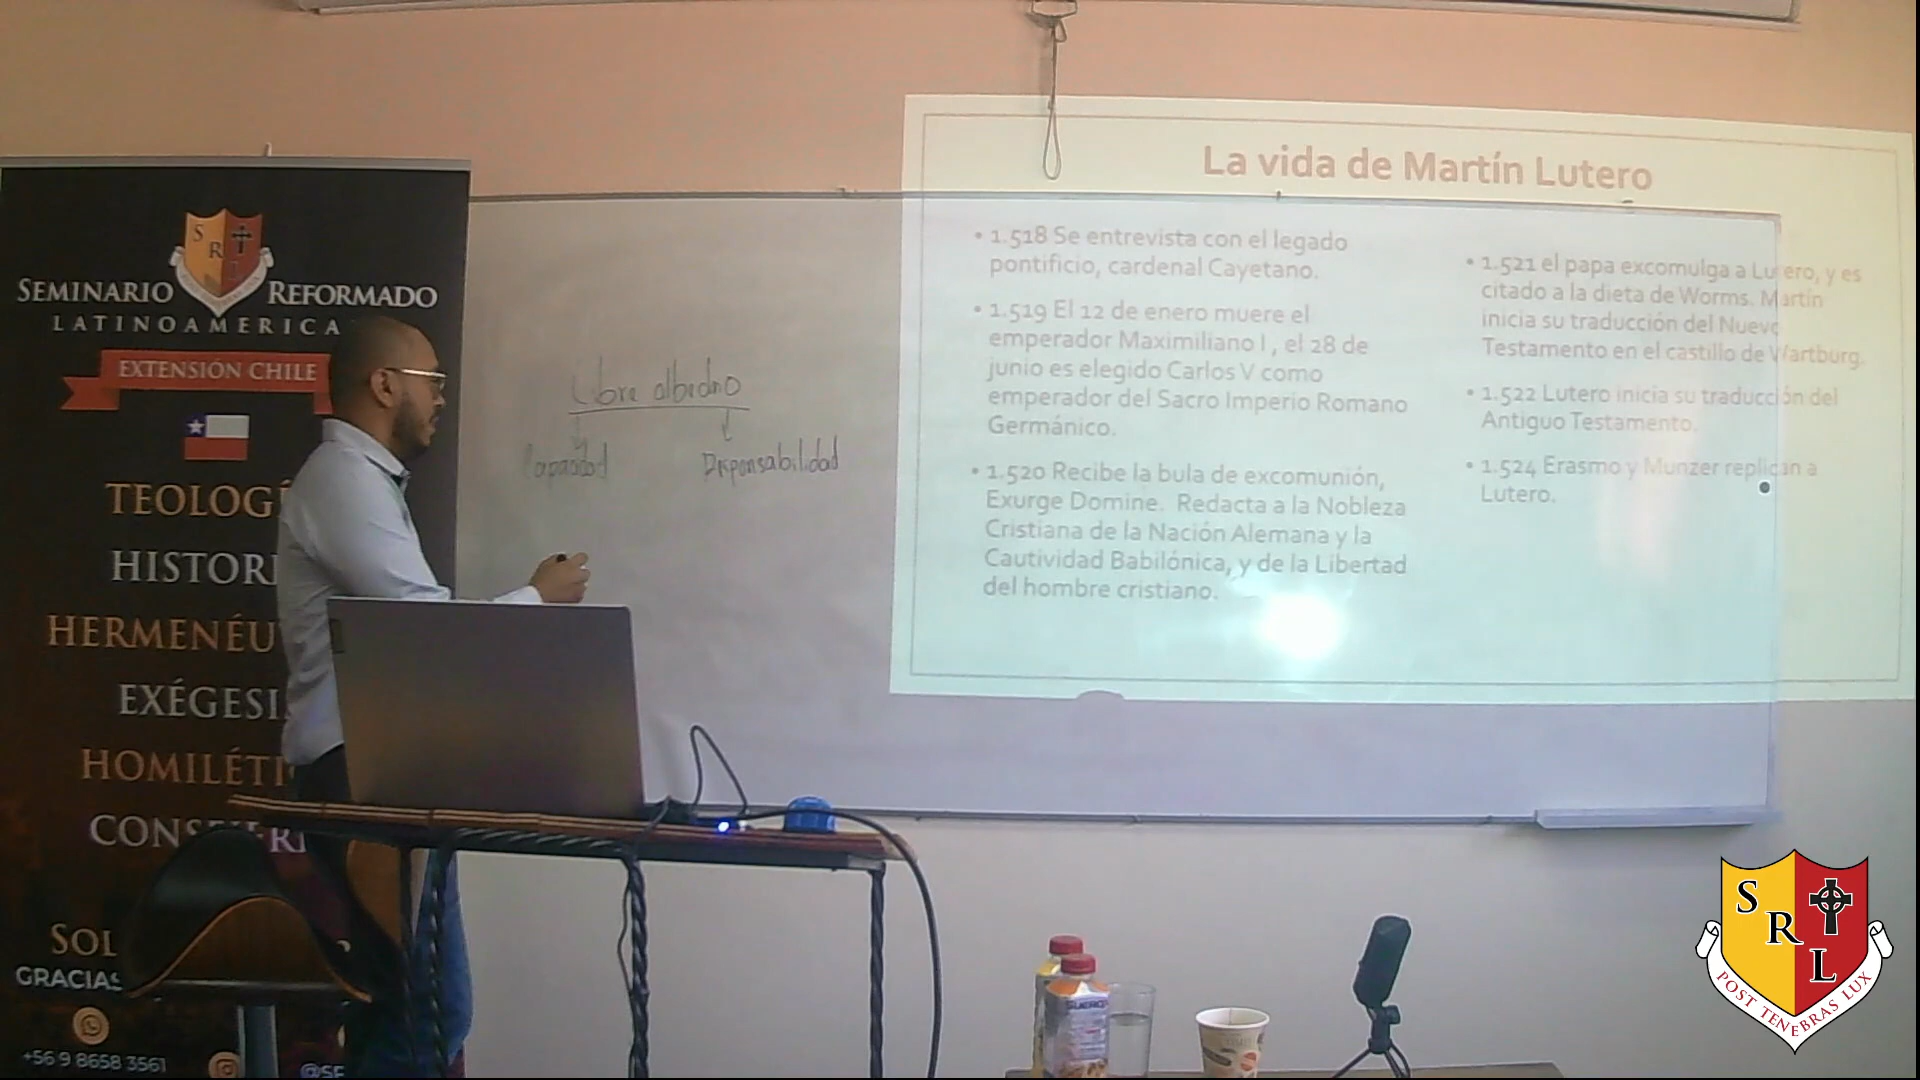 S
R
L
SEMINARIO REFORMADO
LATINOAMERICA
EXTENSIÓN CHILE
TEOLOGÍ
HISTORI
HERMENÉU
EXÉGESI
HOMILÉTI
SOL
GRACIAS
+56 9 8658 3561
Libre albedrío
Capacidad
Responsabilidad
La vida de Martín Lutero
• 1.518 Se entrevista con el legado
pontificio, cardenal Cayetano.
• 1.519 El 12 de enero muere el
emperador Maximiliano I , el 28 de
junio es elegido Carlos V como
emperador del Sacro Imperio Romano
Germánico.
• 1.520 Recibe la bula de excomunión,
Exurge Domine. Redacta a la Nobleza
Cristiana de la Nación Alemana y la
Cautividad Babilónica, y de la Libertad
del hombre cristiano.
• 1.521 el papa excomulga a Lutero, y es
citado a la dieta de Worms. Martín
inicia su traducción del Nuevo
Testamento en el castillo de Wartburg.
• 1.522 Lutero inicia su traducción del
Antiguo Testamento.
• 1.524 Erasmo y Munzer replican a
Lutero.
S
R
L
POST TENEBRAS LUX